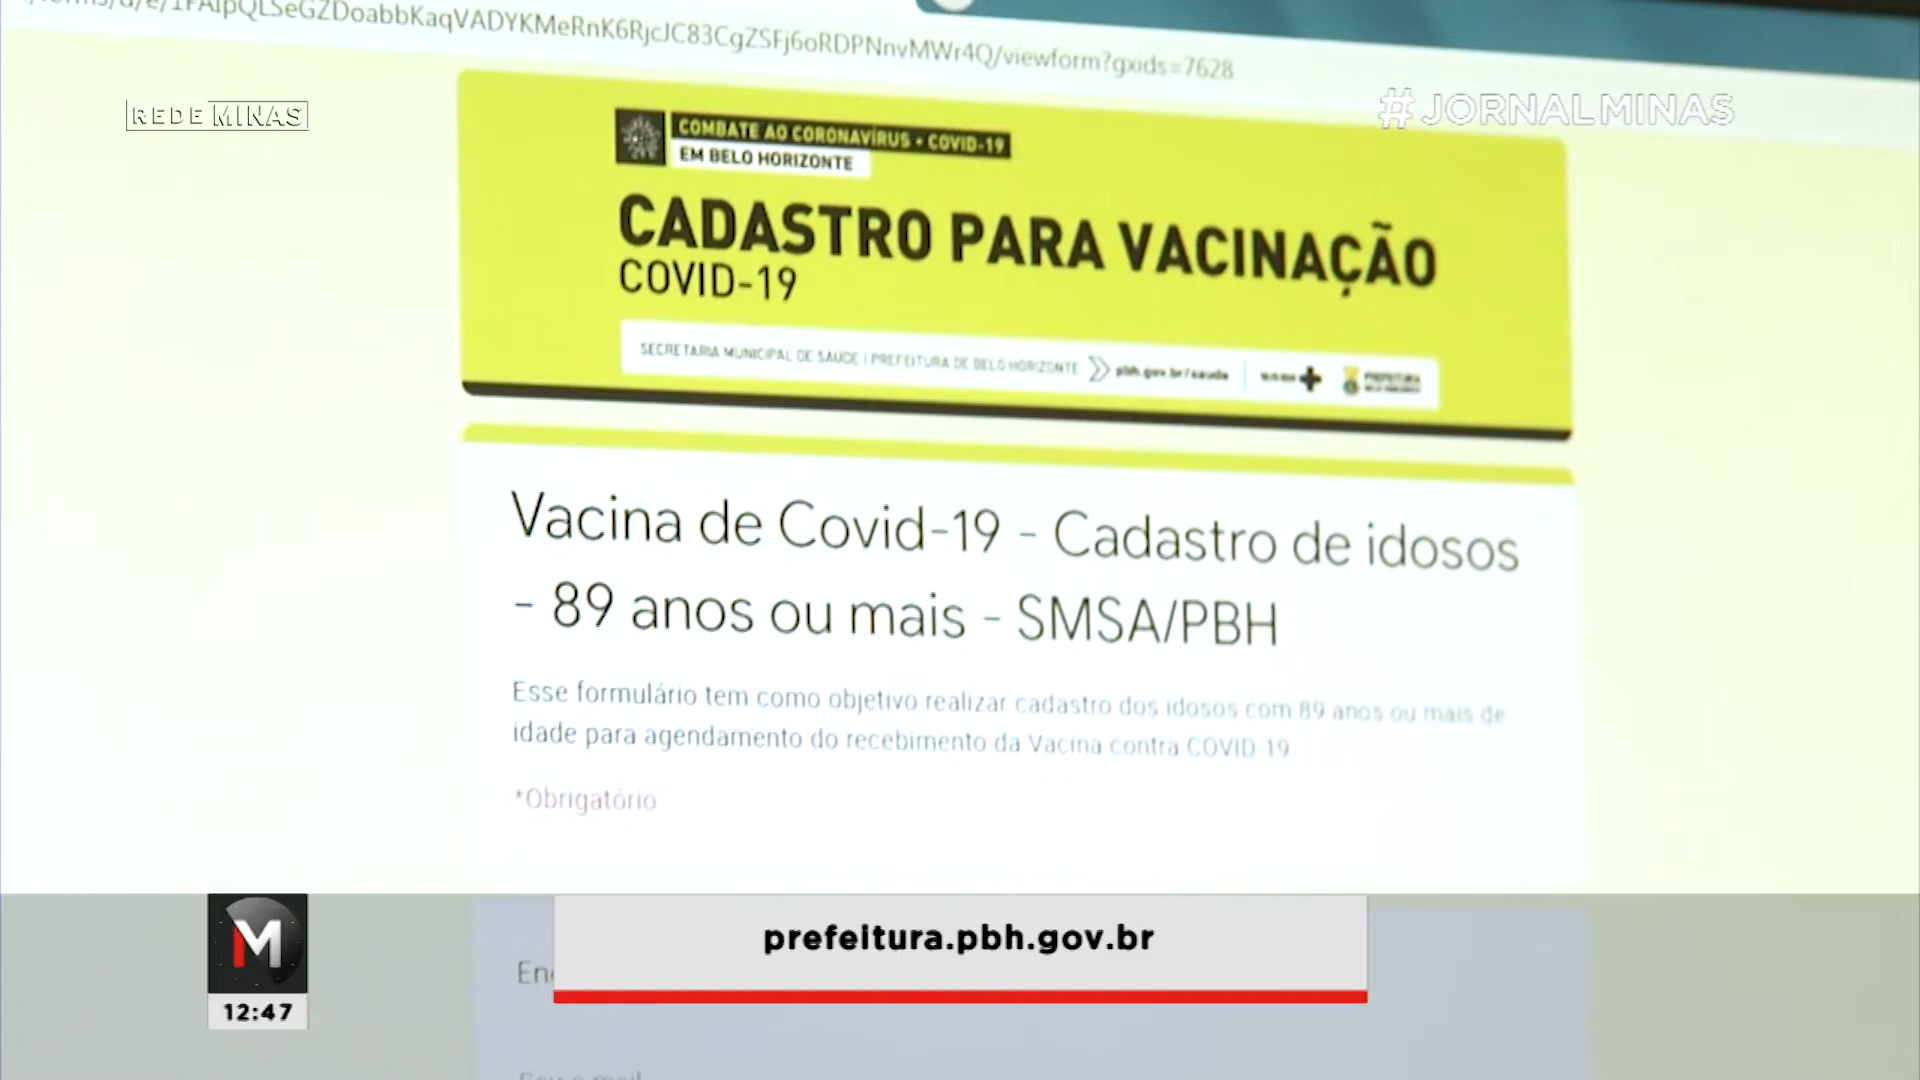 /1FAIpQLSeGZDoabbKaqVADYKMeRnK6RjcJC83CgZSFj6oRDPNnvMWr4Q/viewform?gxids=7628
REDE MINAS
#JORNALMINAS
COMBATE AO CORONAVÍRUS • COVID-19
EM BELO HORIZONTE
CADASTRO PARA VACINAÇÃO
COVID-19
SECRETARIA MUNICIPAL DE SAÚDE | PREFEITURA DE BELO HORIZONTE pbh.gov.br/saude
PREFEITURA
Vacina de Covid-19 - Cadastro de idosos
- 89 anos ou mais - SMSA/PBH
Esse formulário tem como objetivo realizar cadastro dos idosos com 89 anos ou mais de
idade para agendamento do recebimento da Vacina contra COVID-19
*Obrigatório
M
prefeitura.pbh.gov.br
12:47